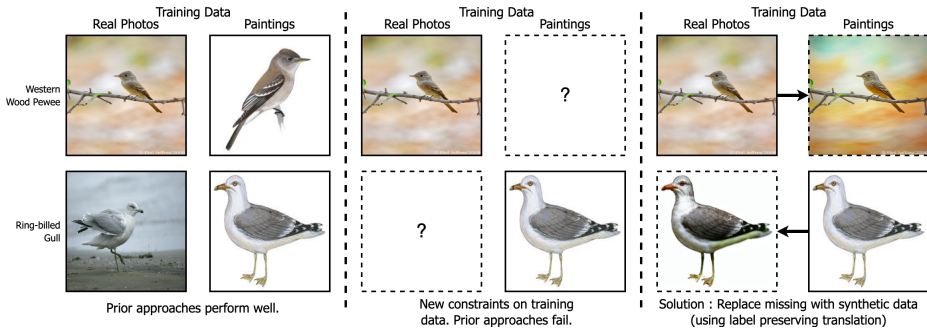 Training Data
Real Photos
Paintings
Western
Wood Pewee
Ring-billed
Gull
Prior approaches perform well.
Training Data
Real Photos
Paintings
?
?
New constraints on training
data. Prior approaches fail.
Training Data
Real Photos
Paintings
Solution : Replace missing with synthetic data
(using label preserving translation)